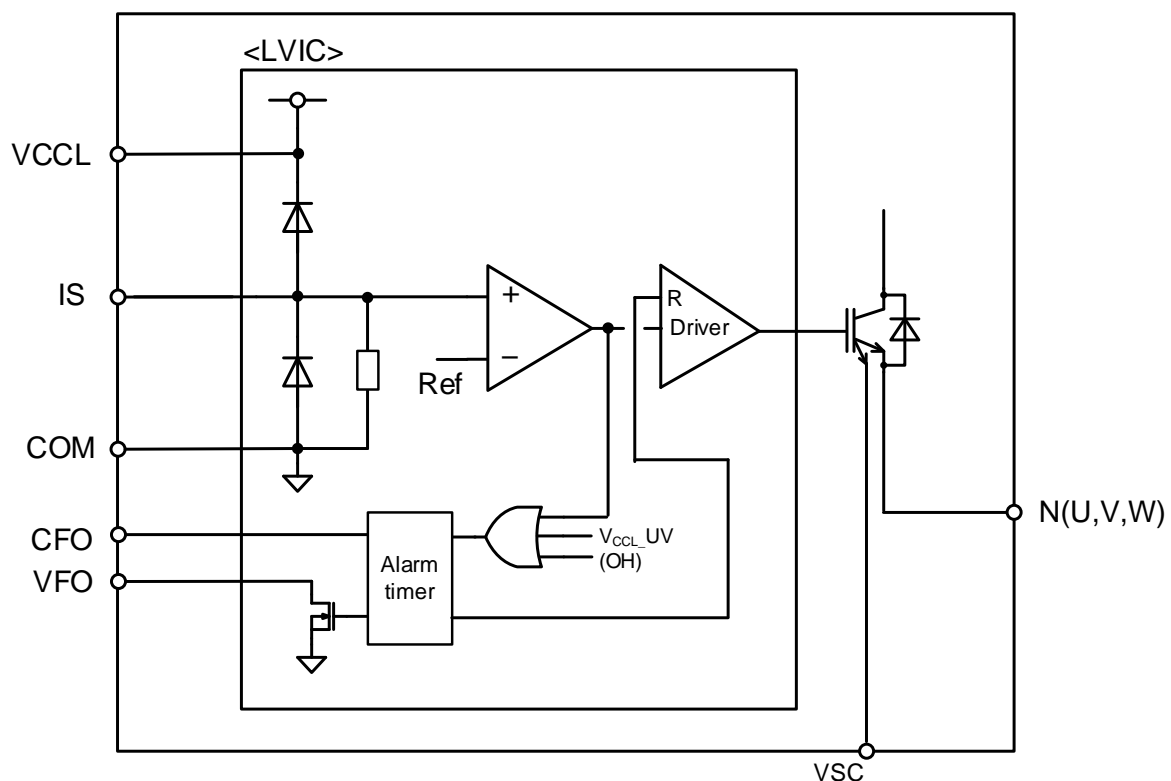 <LVIC>
VCCL
IS
+
−
Ref
R
Driver
COM
N(U,V,W)
CFO
VFO
Alarm
timer
VCCL_UV
(OH)
VSC